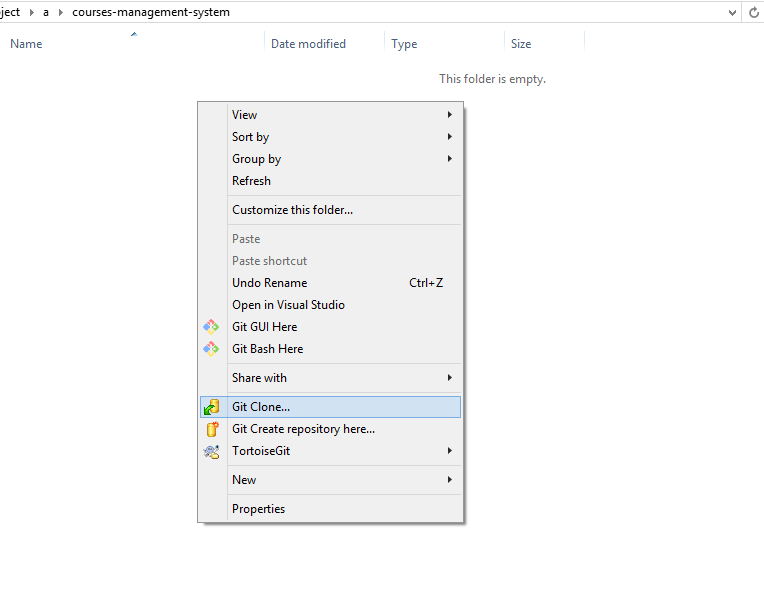 ject a courses-management-system
Name Date modified Type Size
This folder is empty.
View
Sort by
Group by
Refresh
Customize this folder...
Paste
Paste shortcut
Undo Rename Ctrl+Z
Open in Visual Studio
Git GUI Here
Git Bash Here
Share with
Git Clone...
Git Create repository here...
TortoiseGit
New
Properties